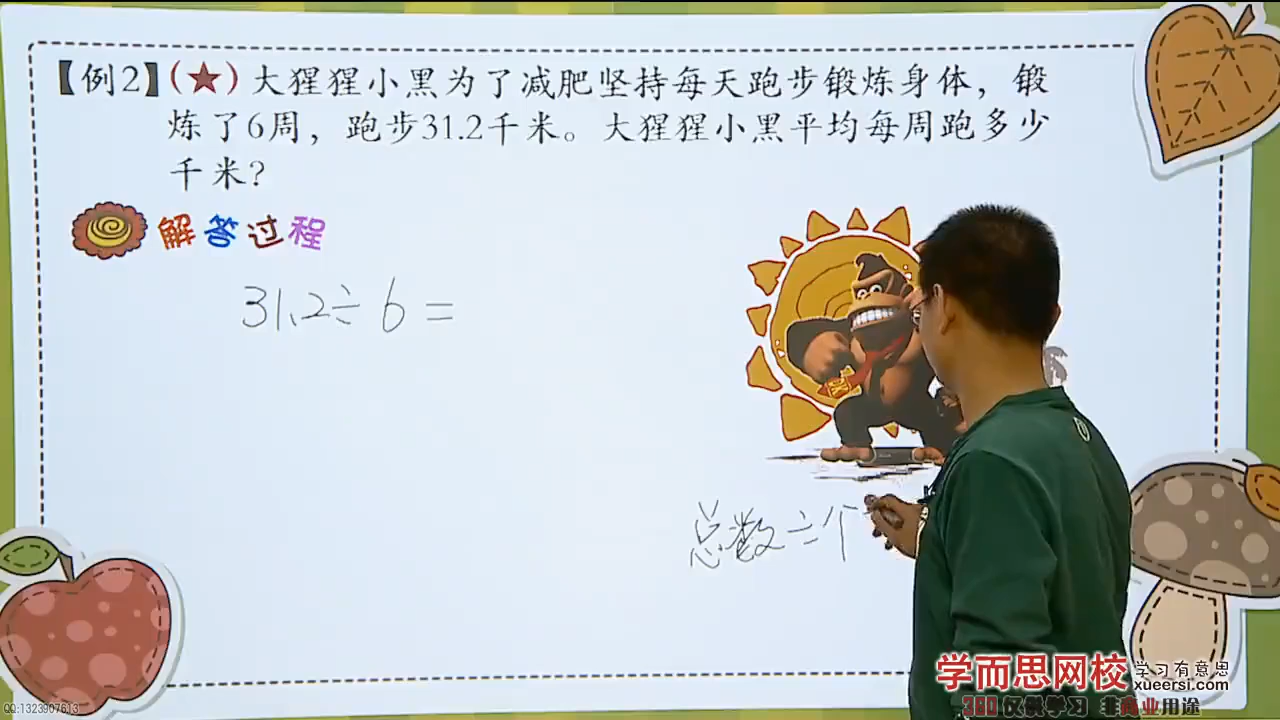 【例2】(★)大猩猩小黑为了减肥坚持每天跑步锻炼身体，锻
炼了6周，跑步31.2千米。大猩猩小黑平均每周跑多少
千米?
解答过程
31.2÷6=
DK
总数÷个
学而思网校 学习有意思
xueersi.com
360 仅供学习 非商业用途
QQ:1323907613